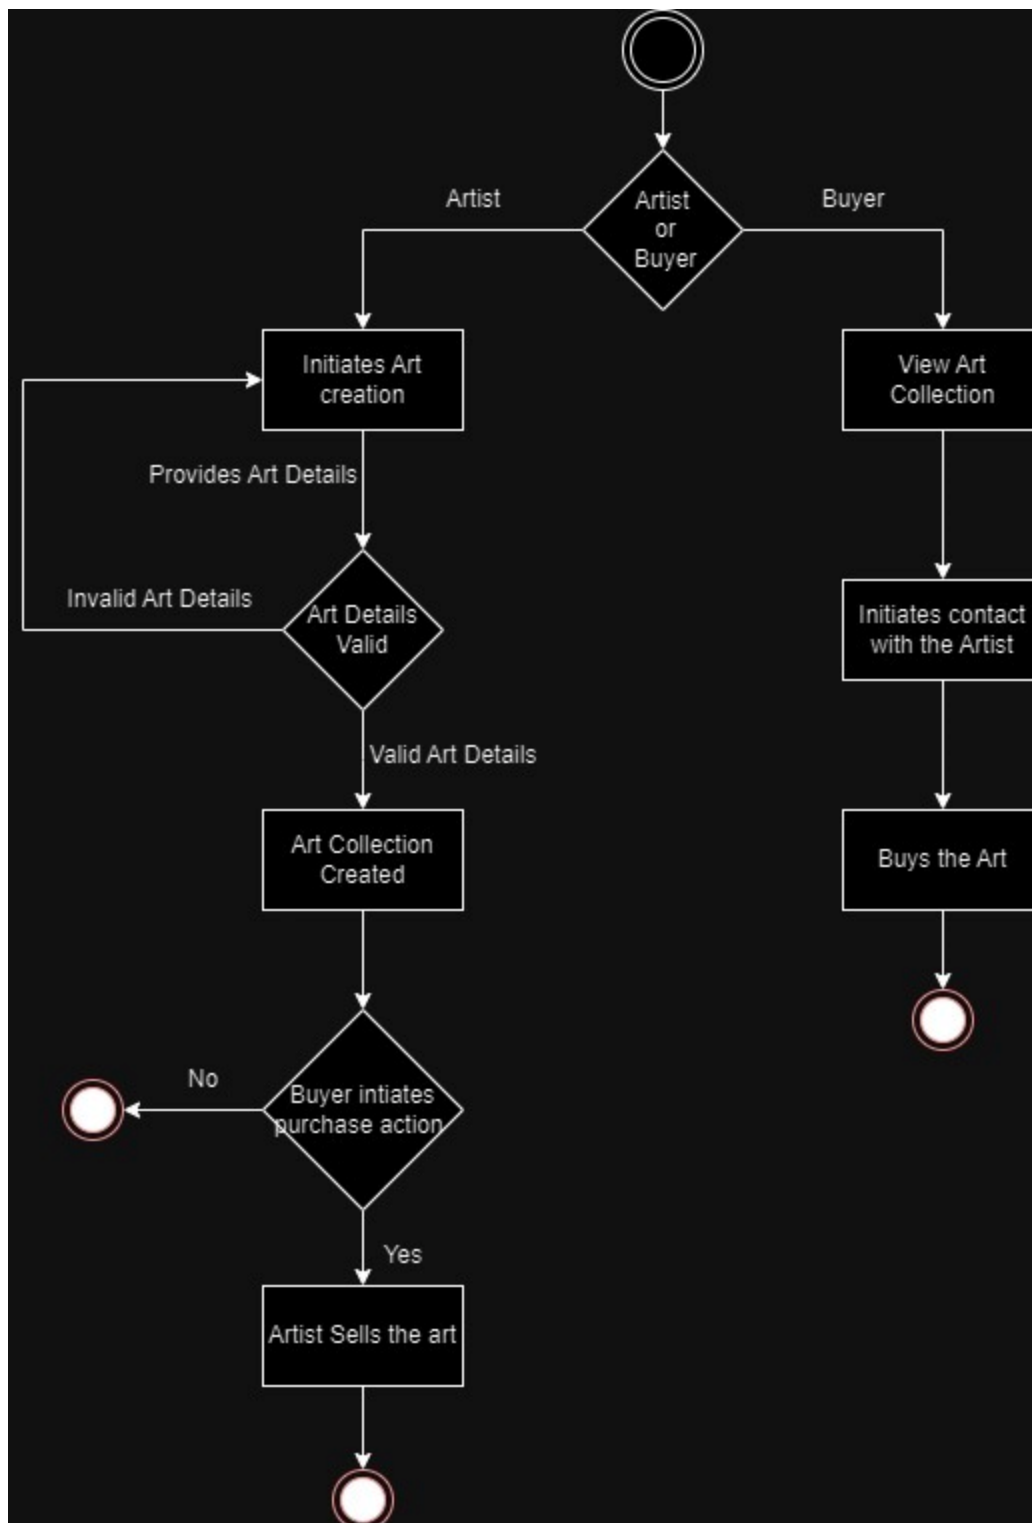 Artist
or
Buyer
Artist
Buyer
Initiates Art
creation
View Art
Collection
Provides Art Details
Invalid Art Details
Art Details
Valid
Initiates contact
with the Artist
Valid Art Details
Art Collection
Created
Buys the Art
No
Buyer intiates
purchase action
Yes
Artist Sells the art